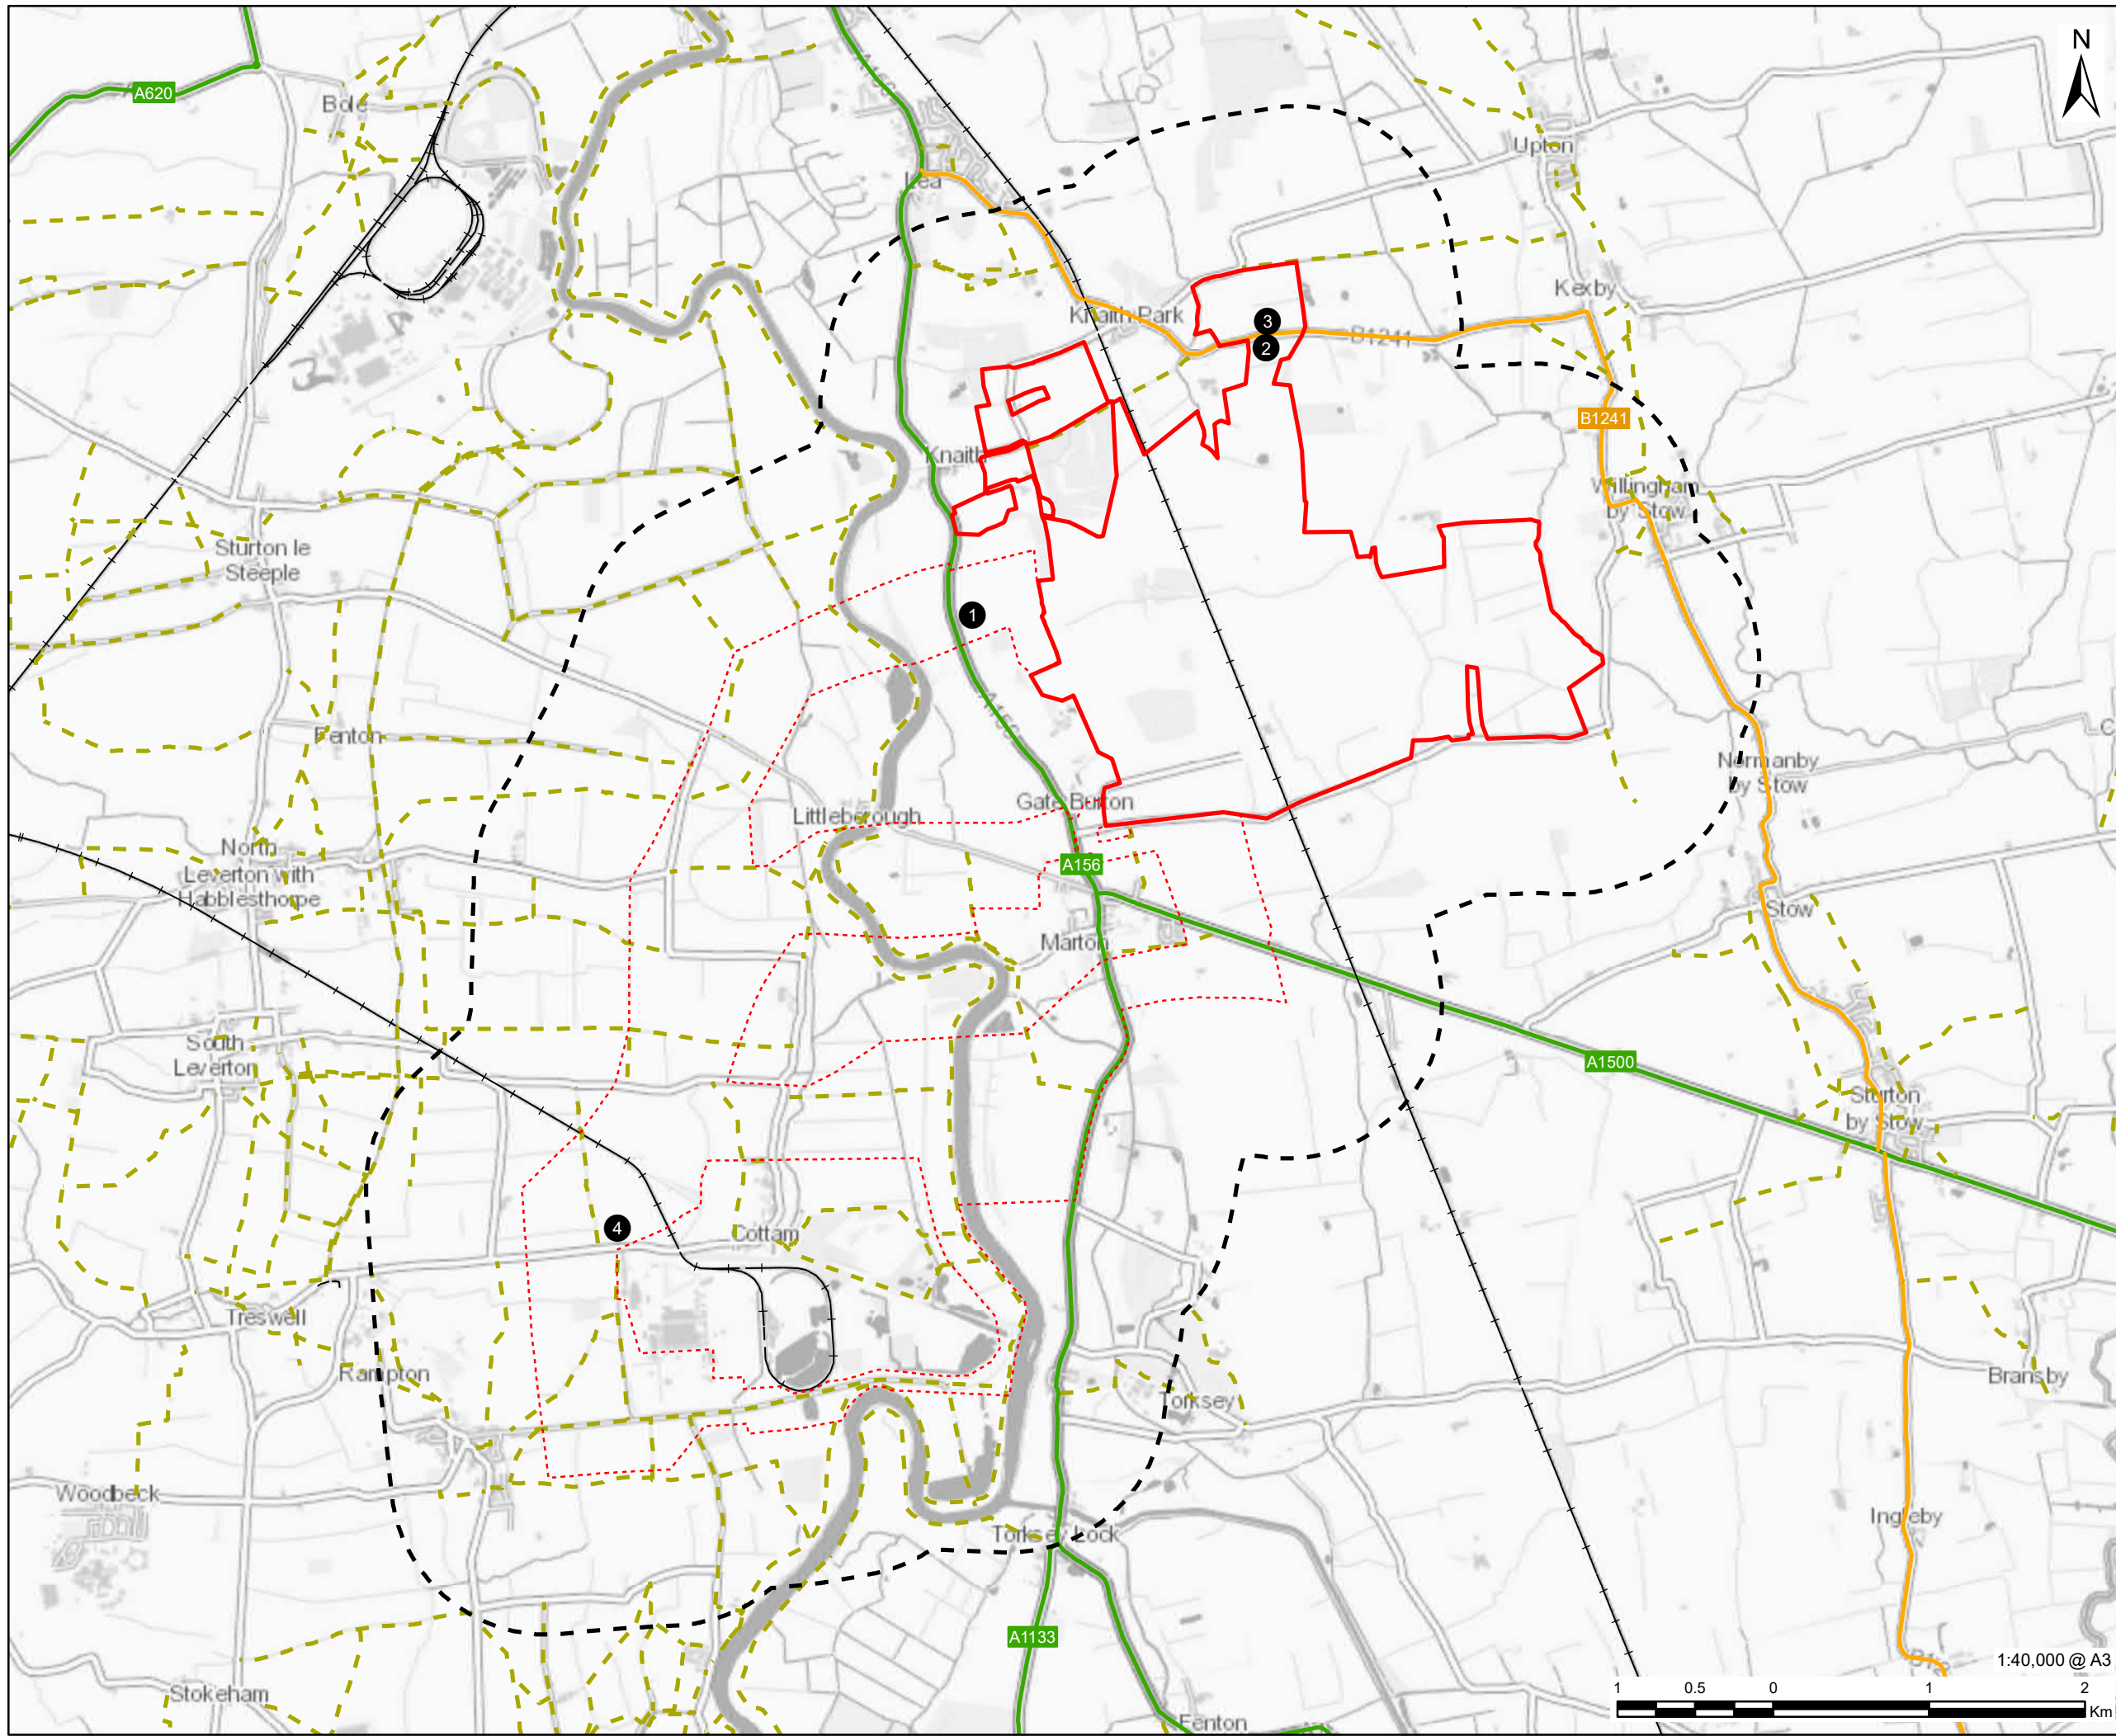 N
A620
A156
Bole
Upton
Lea
Kexby
Knaith Park
3
B1241
2
B1241
Knaith
Willingham
by Stow
Sturton le
Steeple
1
A156
Fenton
Normanby
by Stow
Gate Burton
Littleborough
North
Leverton with
Habblesthorpe
A156
Stow
Marton
South
Leverton
A1500
Sturton
by Stow
4
Cottam
Treswell
Rampton
Bransby
Torksey
Woodbeck
Ingleby
Torksey Lock
A1133
1:40,000 @ A3
Stokeham
1 0.5 0 1 2
Km
Fenton